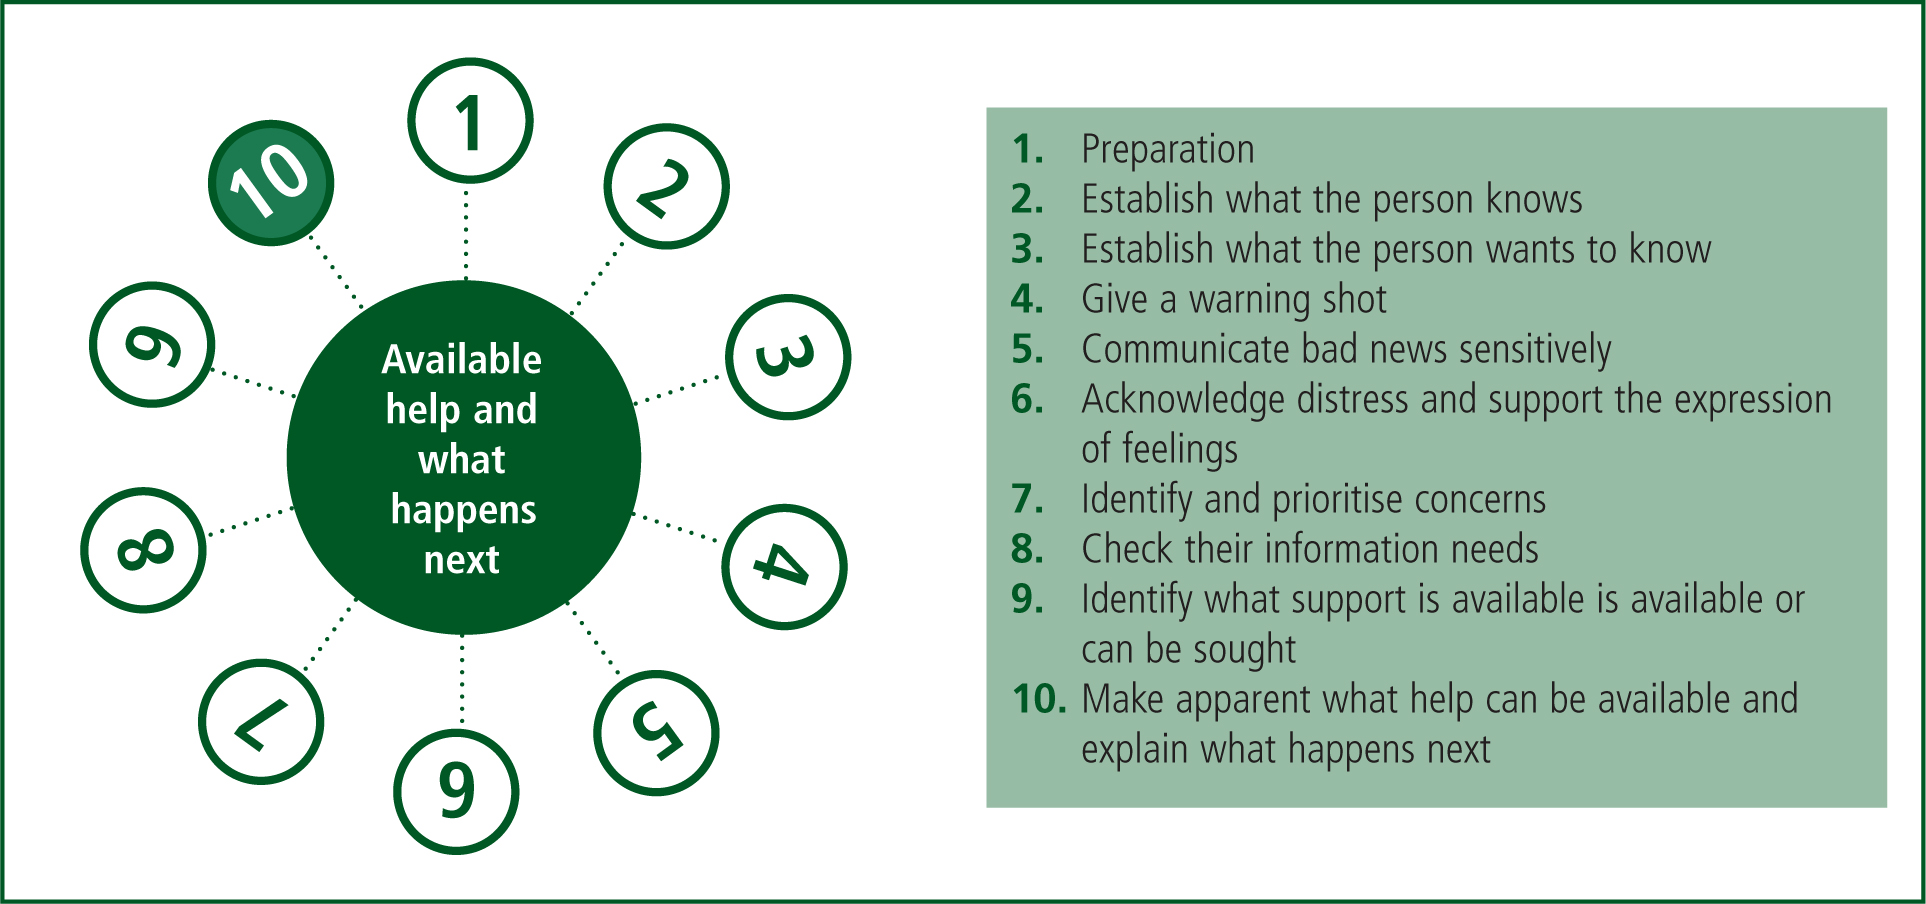 1
2
3
4
5
6
7
8
9
10
Available
help and
what
happens
next
1. Preparation
2. Establish what the person knows
3. Establish what the person wants to know
4. Give a warning shot
5. Communicate bad news sensitively
6. Acknowledge distress and support the expression
of feelings
7. Identify and prioritise concerns
8. Check their information needs
9. Identify what support is available is available or
can be sought
10. Make apparent what help can be available and
explain what happens next